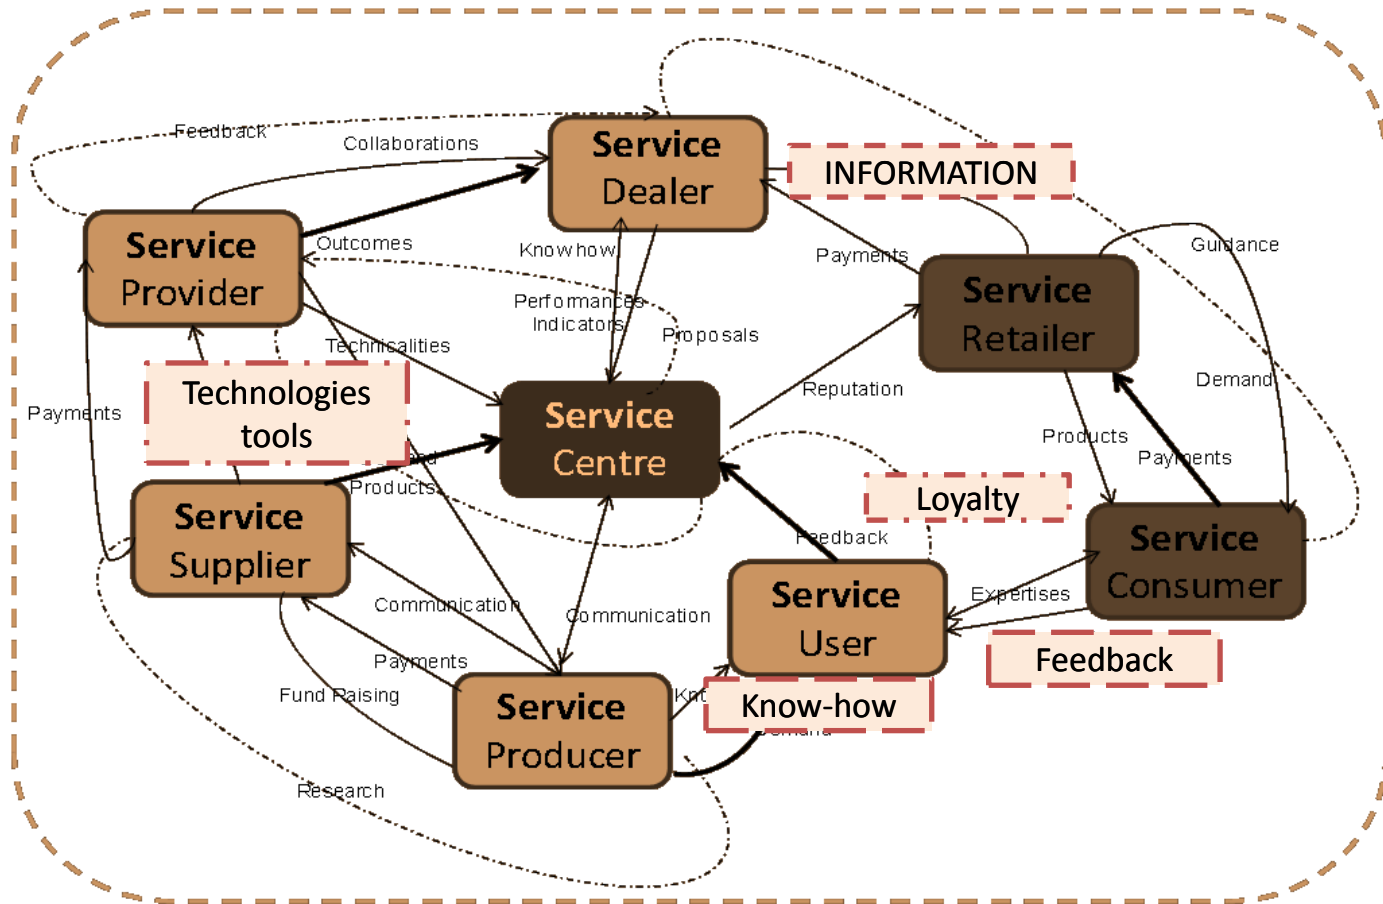 Feedback
Collaborations
Service
Dealer
INFORMATION
Service
Provider
Outcomes
Knowhow
Payments
Guidance
Performances
Indicators
Proposals
Service
Retailer
Technicalities
Technologies
tools
Payments
Reputation
Demand
Service
Centre
Products
Payments
Products
Loyalty
Service
Supplier
Feedback
Service
Consumer
Communication
Communication
Service
User
Expertises
Payments
Feedback
Fund Raising
Service
Producer
Know-how
Research